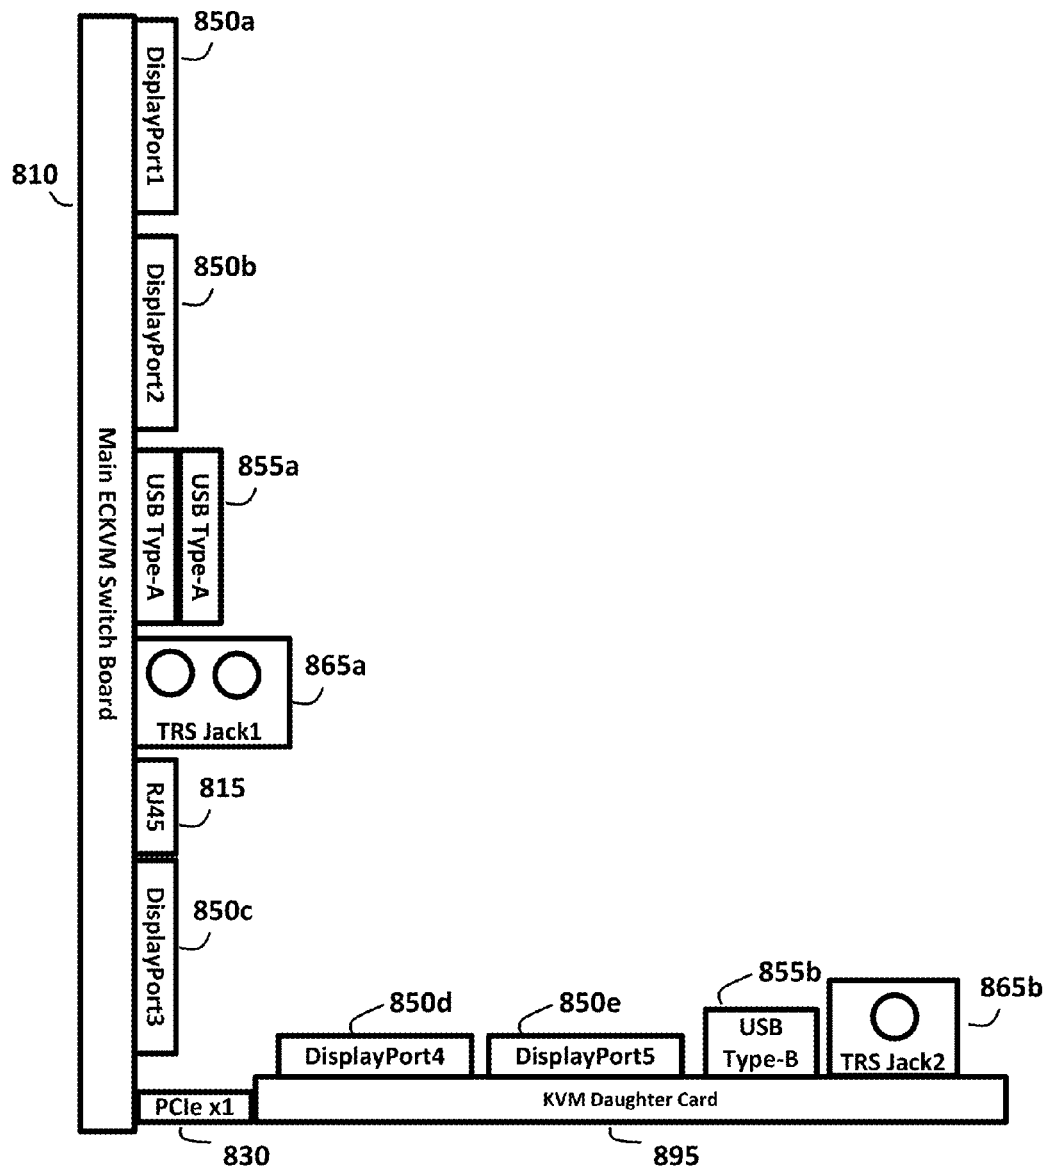 850a
DisplayPort1
810
850b
DisplayPort2
Main ECKVM Switch Board
855a
USB Type-A
USB Type-A
865a
TRS Jack1
815
RJ45
850c
DisplayPort3
850d
DisplayPort4
850e
DisplayPort5
855b
USB
Type-B
865b
TRS Jack2
PCIe x1
KVM Daughter Card
830
895